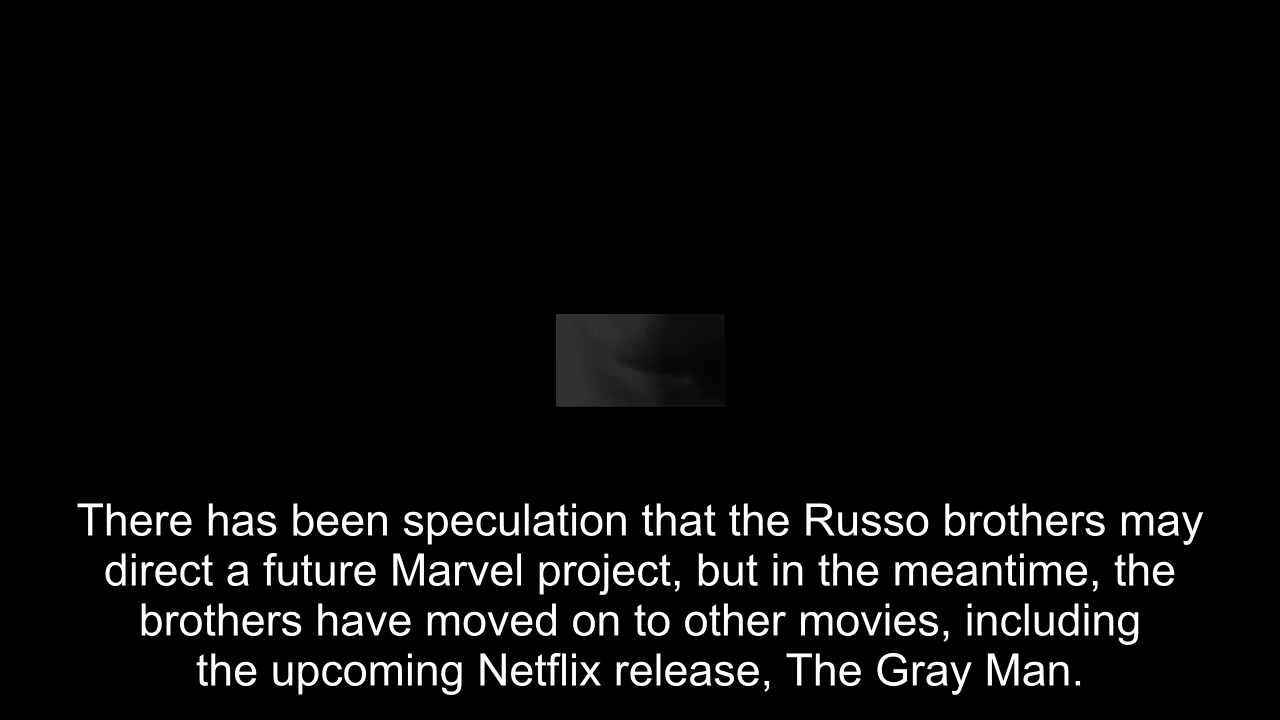 There has been speculation that the Russo brothers may
direct a future Marvel project, but in the meantime, the
brothers have moved on to other movies, including
the upcoming Netflix release, The Gray Man.